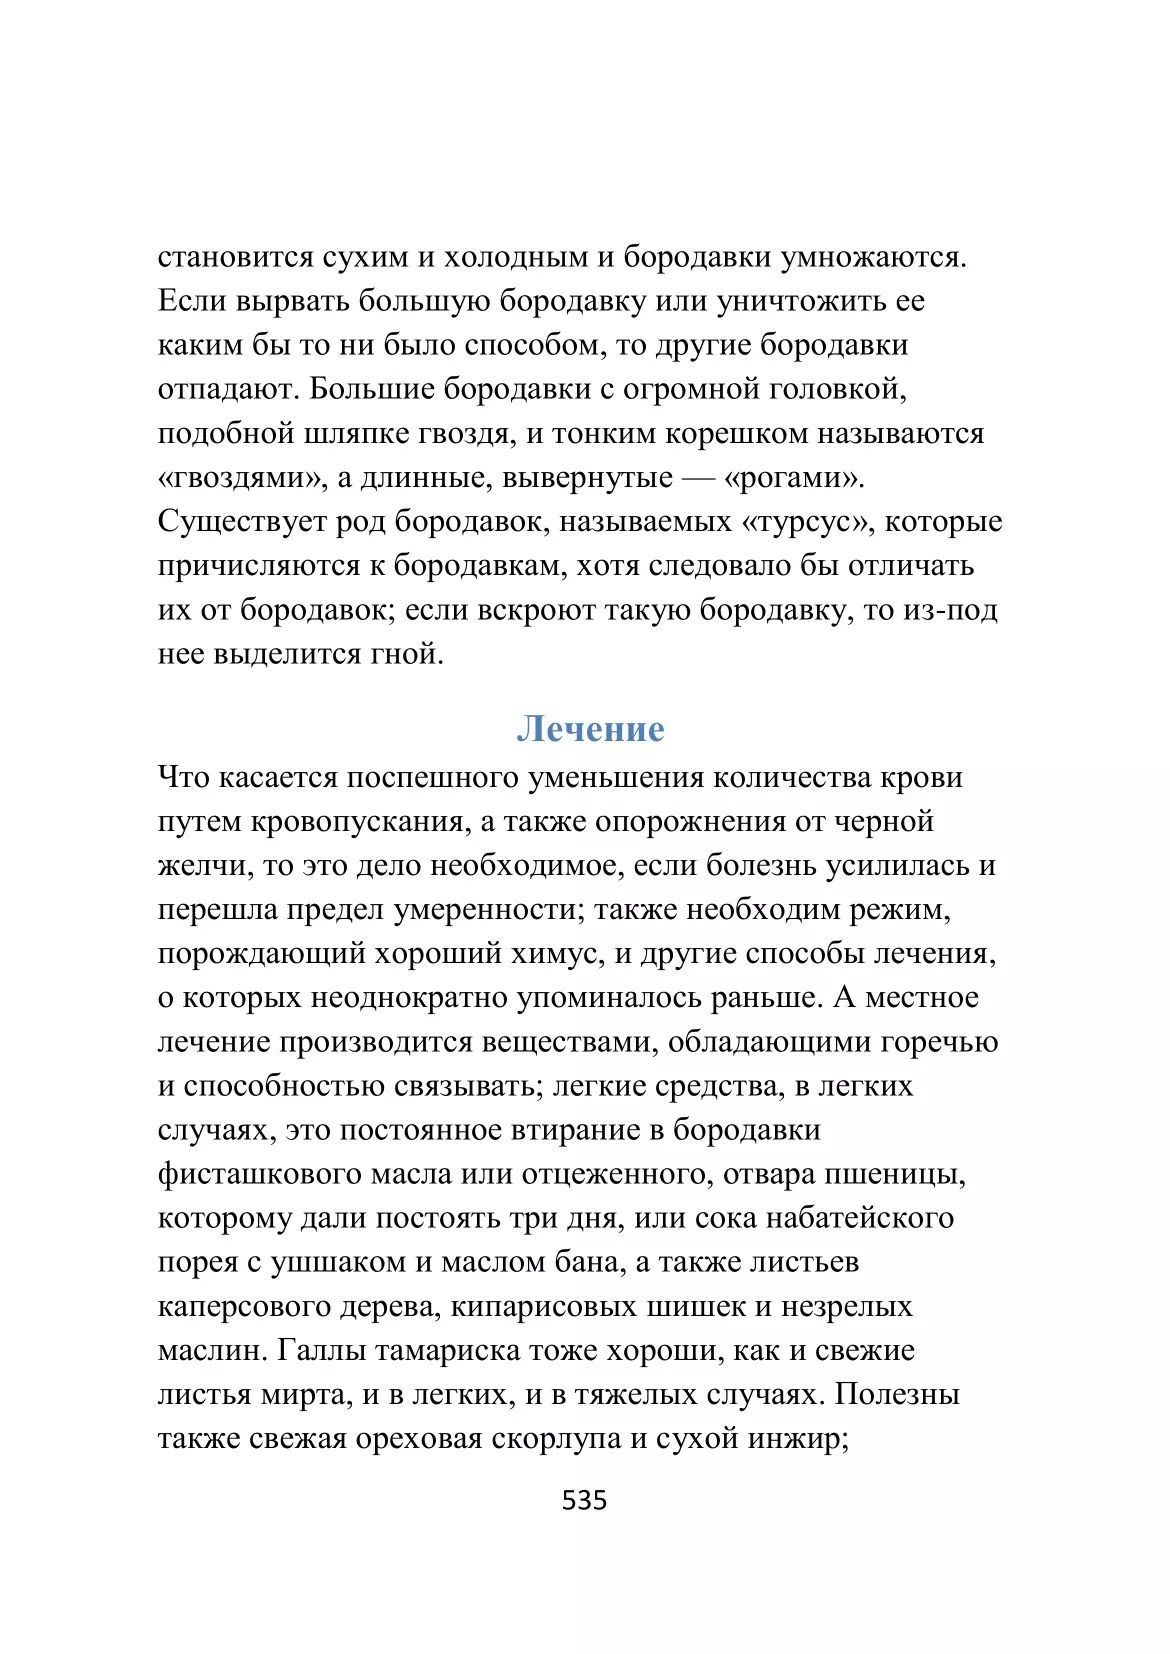 становится сухим и холодным и бородавки умножаются.
Если вырвать большую бородавку или уничтожить ее
каким бы то ни было способом, то другие бородавки
отпадают. Большие бородавки с огромной головкой,
подобной шляпке гвоздя, и тонким корешком называются
«гвоздями», а длинные, вывернутые — «рогами».
Существует род бородавок, называемых «турсус», которые
причисляются к бородавкам, хотя следовало бы отличать
их от бородавок; если вскроют такую бородавку, то из-под
нее выделится гной.
Лечение
Что касается поспешного уменьшения количества крови
путем кровопускания, а также опорожнения от черной
желчи, то это дело необходимое, если болезнь усилилась и
перешла предел умеренности; также необходим режим,
порождающий хороший химус, и другие способы лечения,
о которых неоднократно упоминалось раньше. А местное
лечение производится веществами, обладающими горечью
и способностью связывать; легкие средства, в легких
случаях, это постоянное втирание в бородавки
фисташкового масла или отцеженного, отвара пшеницы,
которому дали постоять три дня, или сока набатейского
порея с ушшаком и маслом бана, а также листьев
каперсового дерева, кипарисовых шишек и незрелых
маслин. Галлы тамариска тоже хороши, как и свежие
листья мирта, и в легких, и в тяжелых случаях. Полезны
также свежая ореховая скорлупа и сухой инжир;
535